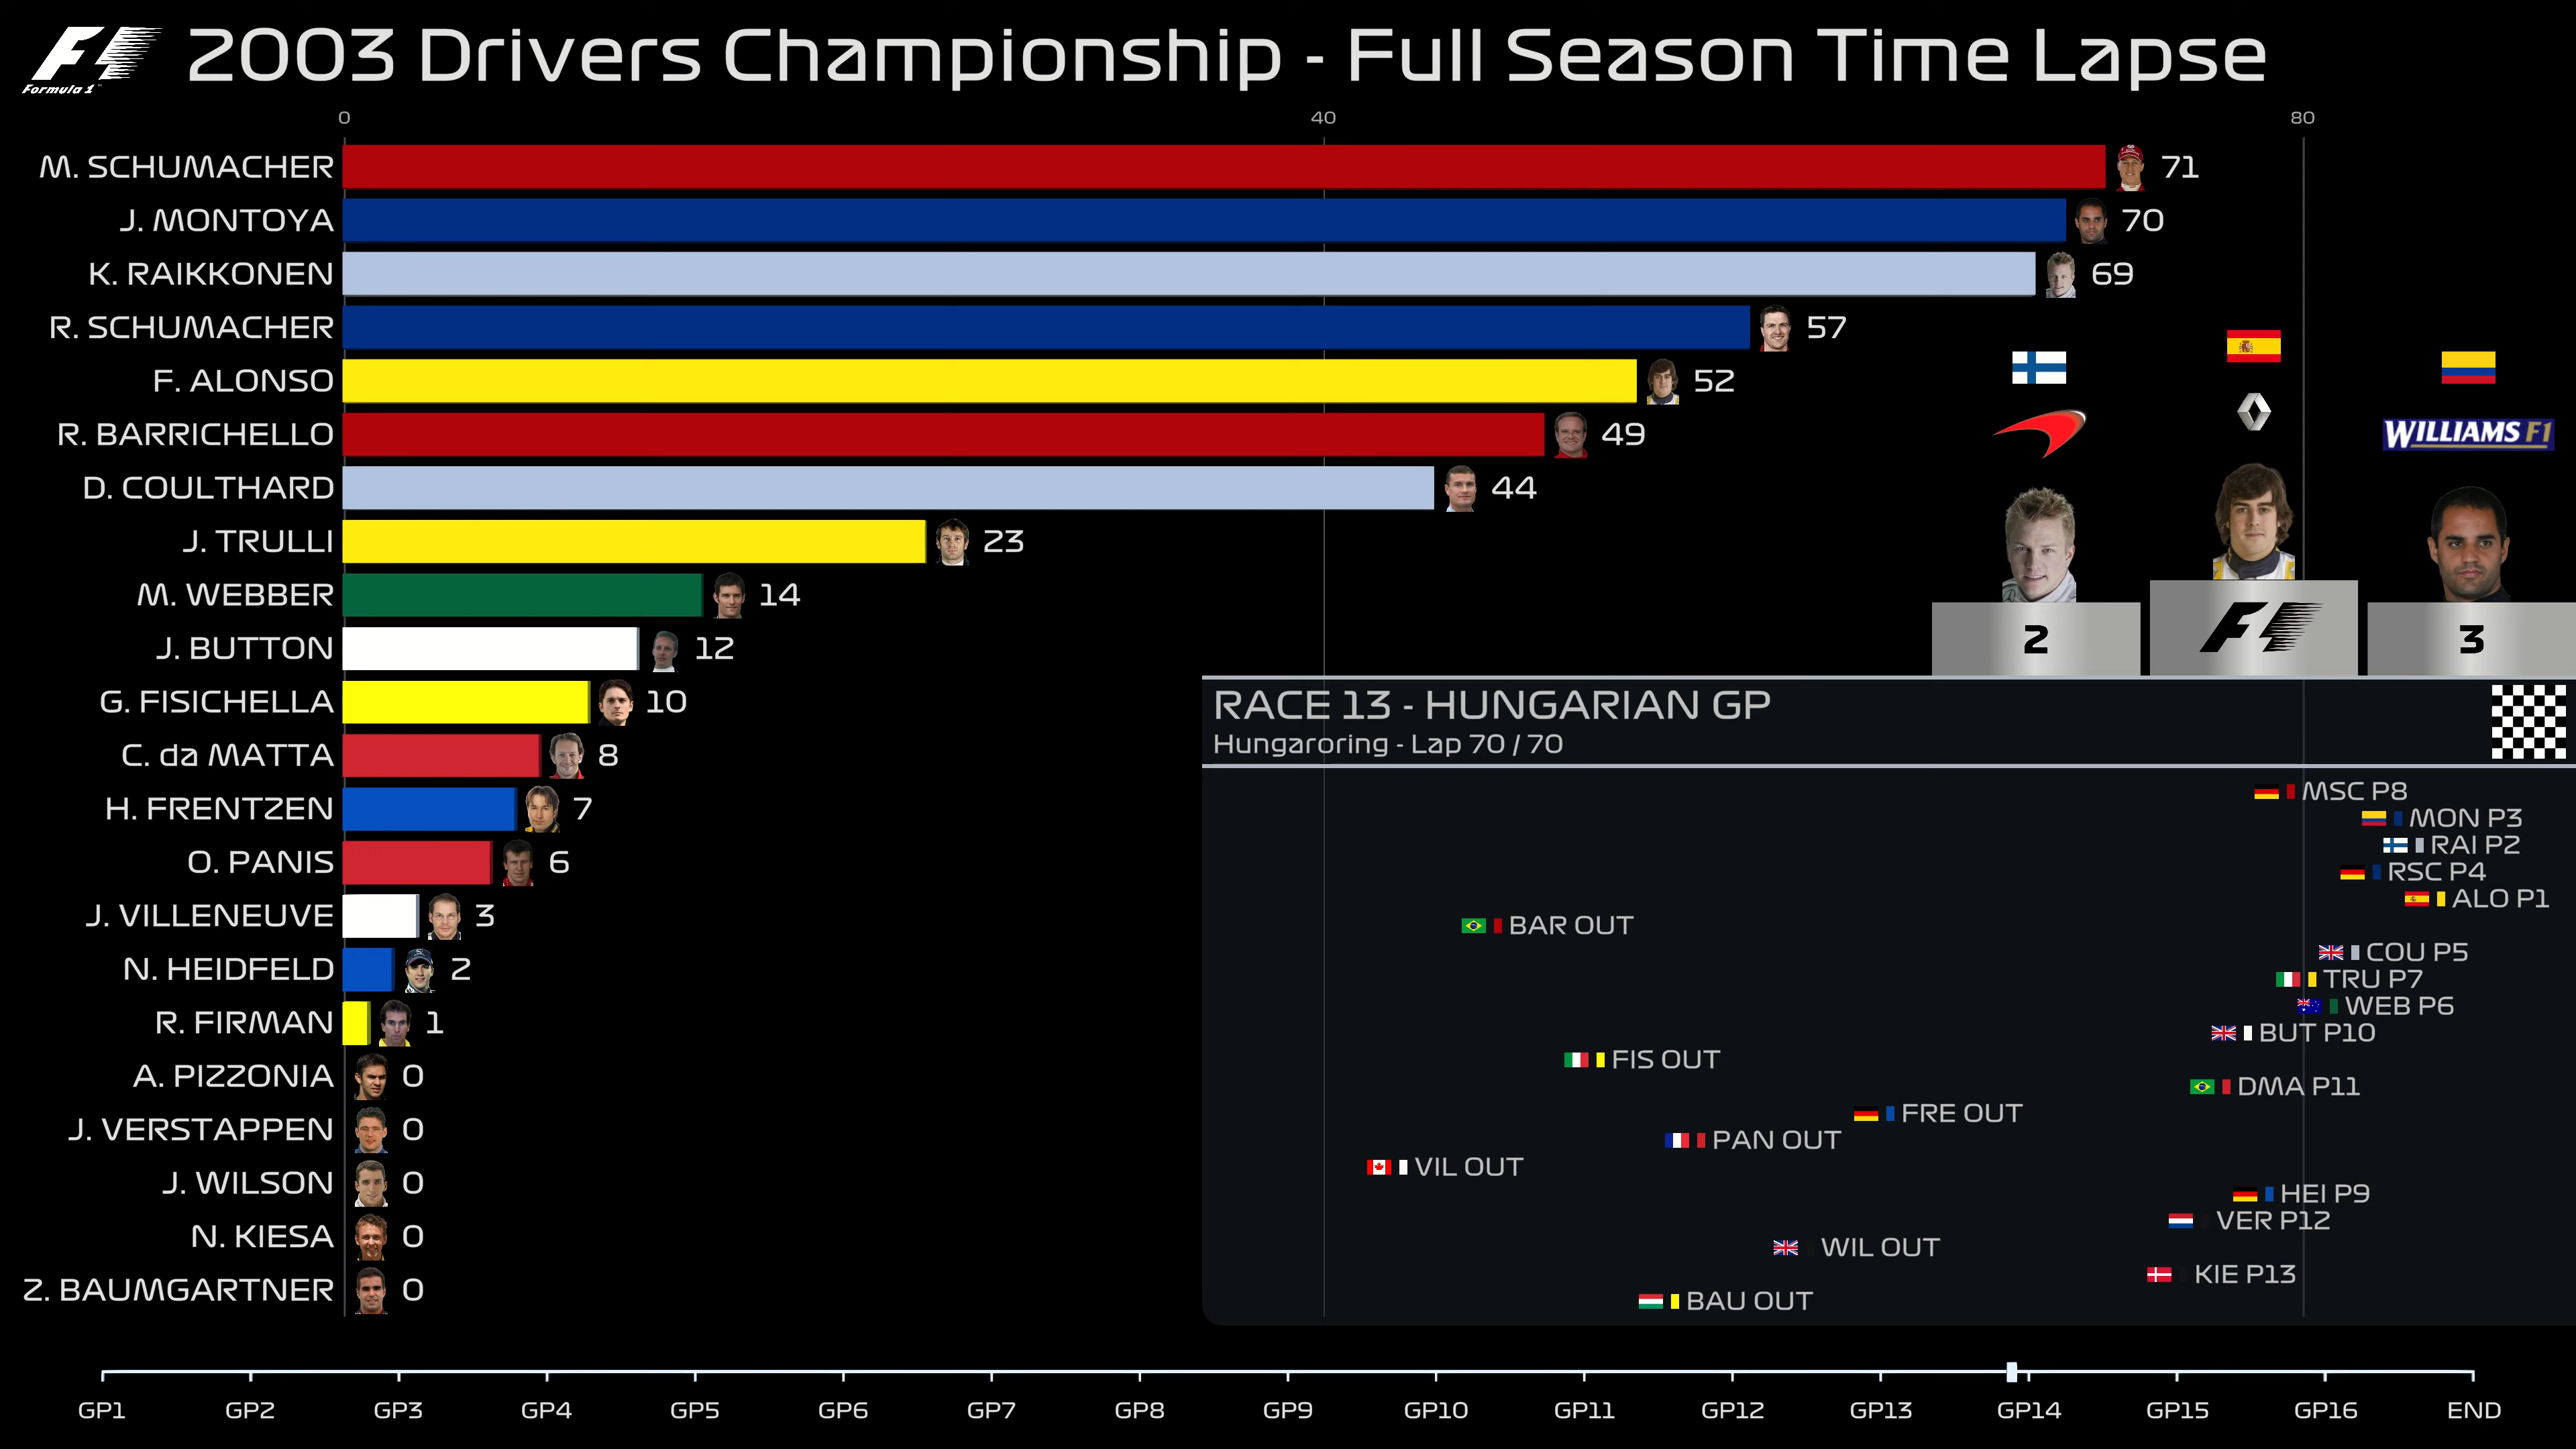 F1 2003 Drivers Championship - Full Season Time Lapse
Formula 1
0 40 80
M. SCHUMACHER 71
J. MONTOYA 70
K. RAIKKONEN 69
R. SCHUMACHER 57
F. ALONSO 52
R. BARRICHELLO 49
WILLIAMS F1
D. COULTHARD 44
J. TRULLI 23
M. WEBBER 14
J. BUTTON 12
2 F1 3
G. FISICHELLA 10
C. da MATTA 8
H. FRENTZEN 7
O. PANIS 6
J. VILLENEUVE 3
N. HEIDFELD 2
R. FIRMAN 1
A. PIZZONIA 0
J. VERSTAPPEN 0
J. WILSON 0
N. KIESA 0
Z. BAUMGARTNER 0
RACE 13 - HUNGARIAN GP
Hungaroring - Lap 70 / 70
MSC P8
MON P3
RAI P2
RSC P4
ALO P1
BAR OUT
COU P5
TRU P7
WEB P6
BUT P10
FIS OUT
DMA P11
FRE OUT
PAN OUT
VIL OUT
HEI P9
VER P12
WIL OUT
KIE P13
BAU OUT
GP1 GP2 GP3 GP4 GP5 GP6 GP7 GP8 GP9 GP10 GP11 GP12 GP13 GP14 GP15 GP16 END